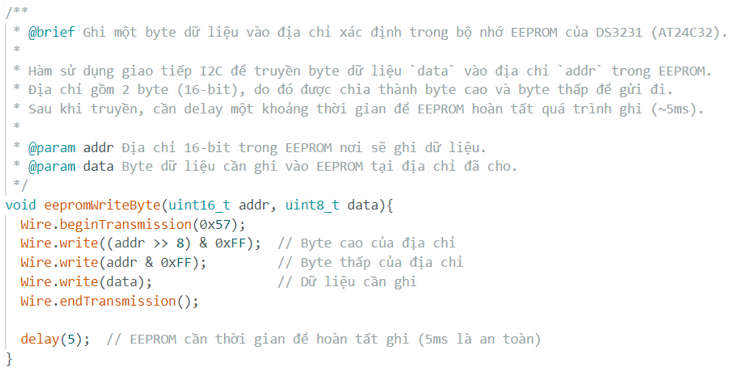 /**
 * @brief Ghi một byte dữ liệu vào địa chỉ xác định trong bộ nhớ EEPROM của DS3231 (AT24C32).
 *
 * Hàm sử dụng giao tiếp I2C để truyền byte dữ liệu `data` vào địa chỉ `addr` trong EEPROM.
 * Địa chỉ gồm 2 byte (16-bit), do đó được chia thành byte cao và byte thấp để gửi đi.
 * Sau khi truyền, cần delay một khoảng thời gian để EEPROM hoàn tất quá trình ghi (~5ms).
 *
 * @param addr Địa chỉ 16-bit trong EEPROM nơi sẽ ghi dữ liệu.
 * @param data Byte dữ liệu cần ghi vào EEPROM tại địa chỉ đã cho.
 */
void eepromWriteByte(uint16_t addr, uint8_t data){
  Wire.beginTransmission(0x57);
  Wire.write((addr >> 8) & 0xFF);  // Byte cao của địa chỉ
  Wire.write(addr & 0xFF);         // Byte thấp của địa chỉ
  Wire.write(data);                // Dữ liệu cần ghi
  Wire.endTransmission();

  delay(5);  // EEPROM cần thời gian để hoàn tất ghi (5ms là an toàn)
}